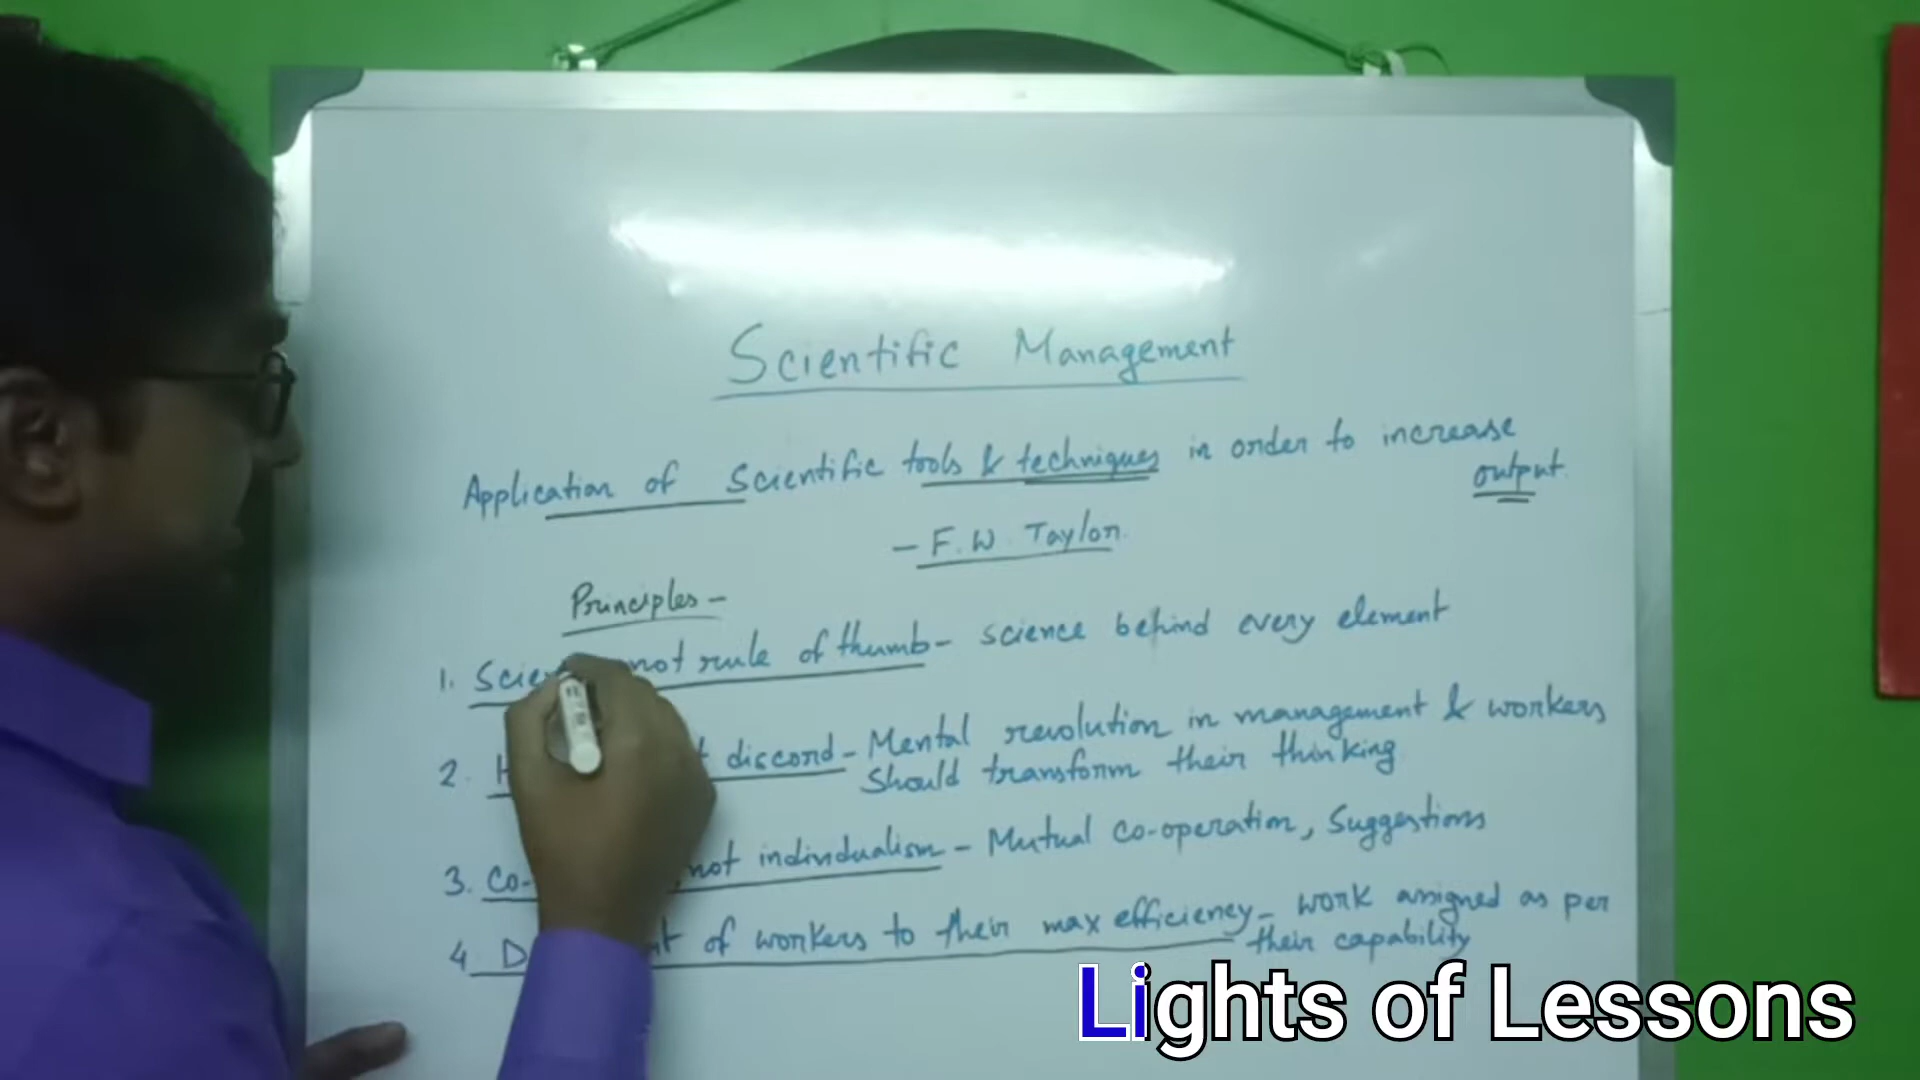 Scientific Management
Application of Scientific tools & techniques in order to increase
output.
- F.W. Taylor.
Principles -
1. not rule of thumb - science behind every element
2. discord - Mental revolution in management & workers
Should transform their thinking
3. Co- not individualism - Mutual co-operation, Suggestions
4. of workers to their max efficiency - work assigned as per
their capability
Lights of Lessons